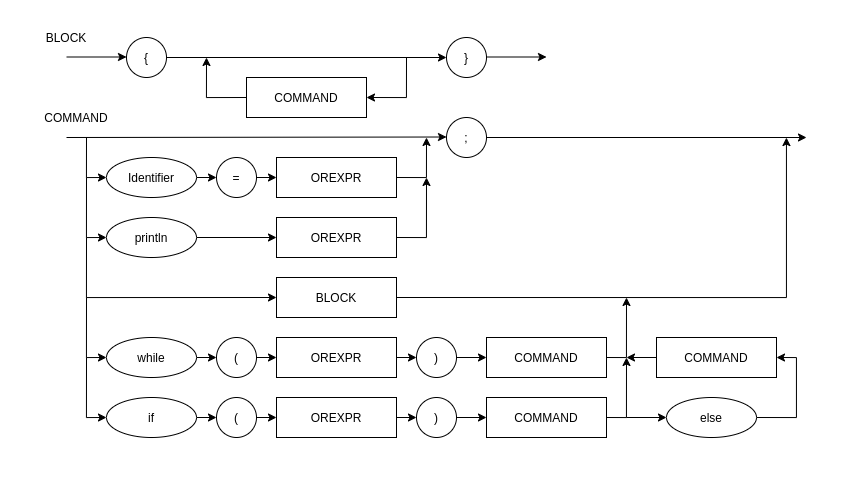 BLOCK
{ }
COMMAND
COMMAND
;
Identifier = OREXPR
println OREXPR
BLOCK
while ( OREXPR ) COMMAND COMMAND
if ( OREXPR ) COMMAND else